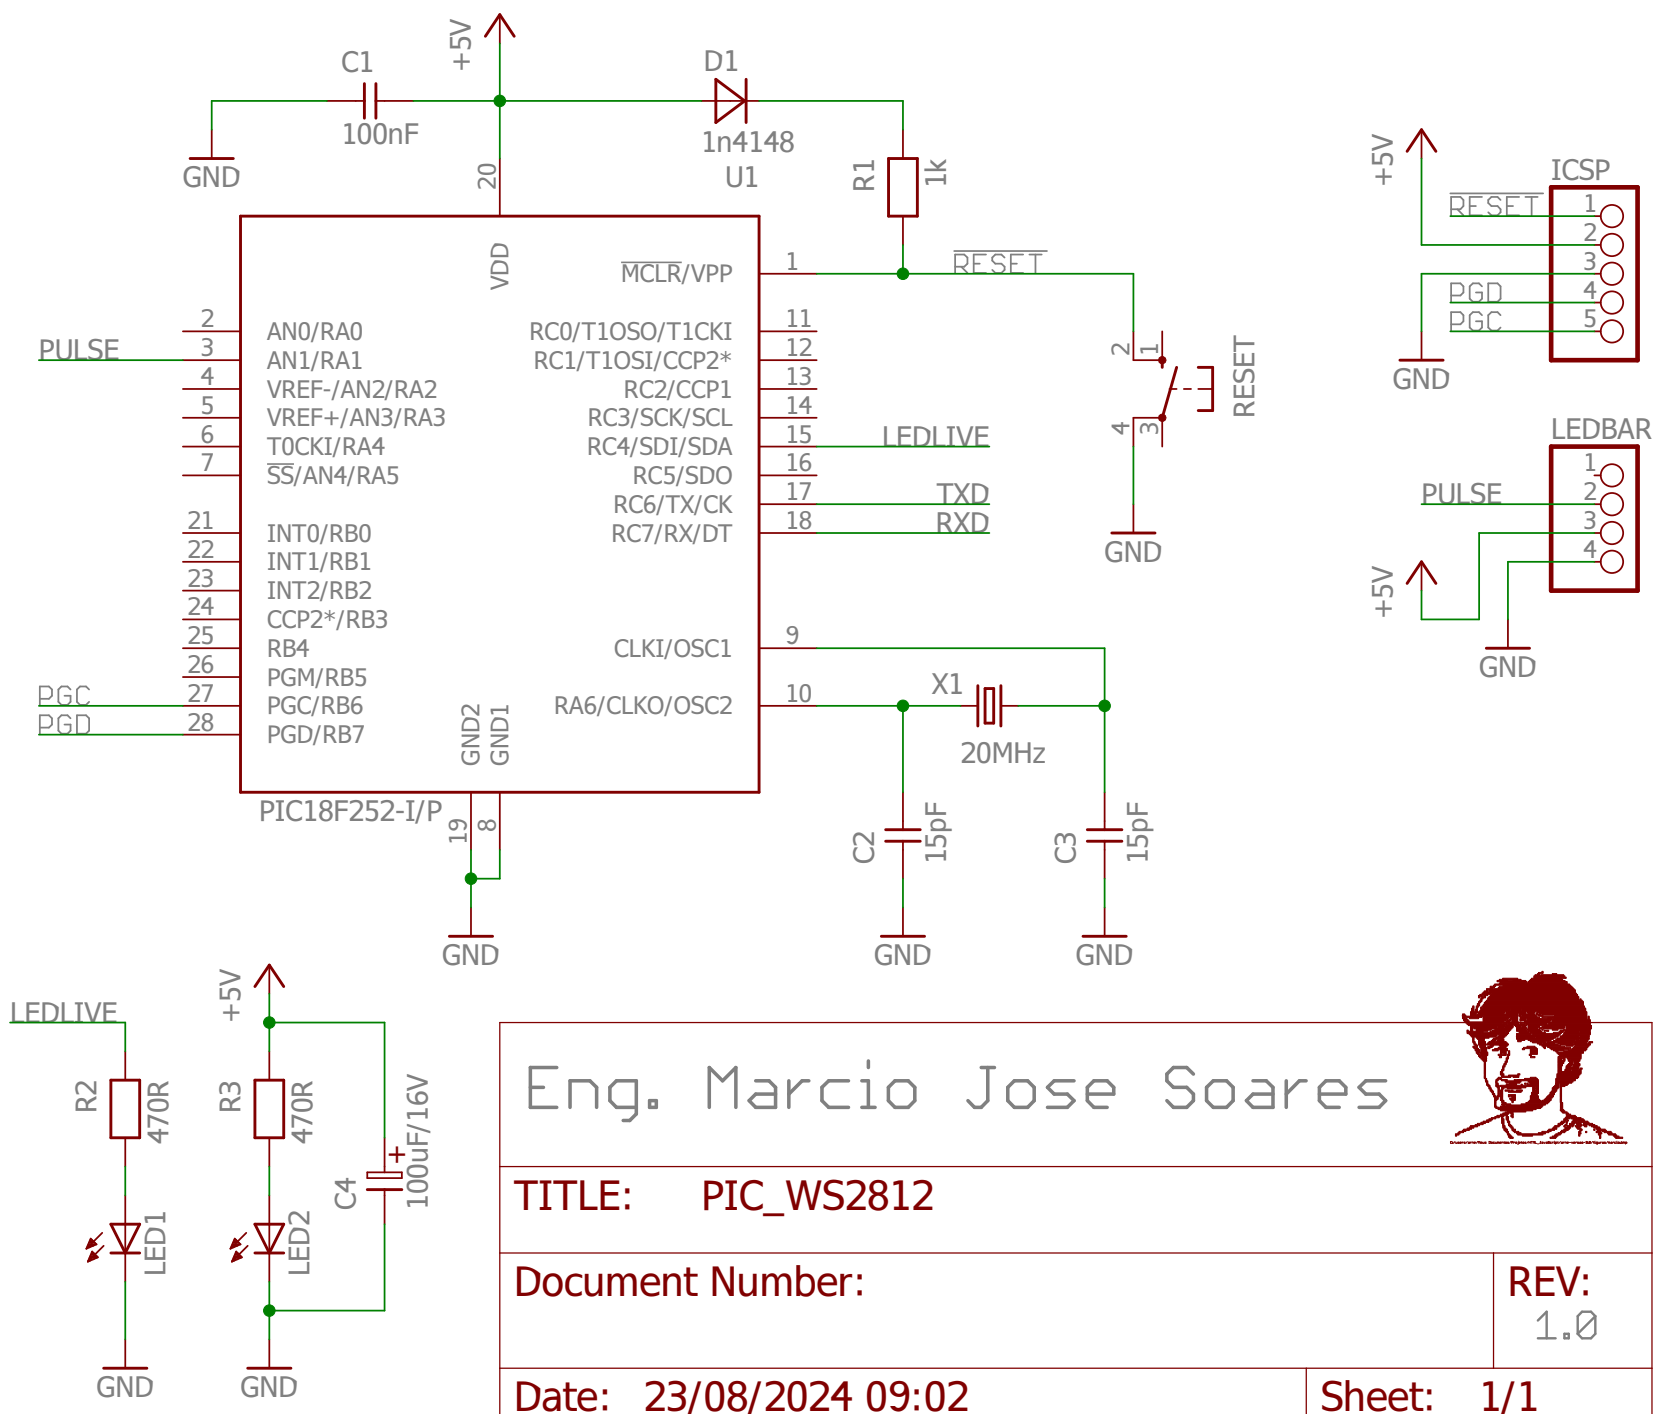 +5V
C1
100nF
GND
D1
1n4148
U1
R1
1k
20
VDD
MCLR/VPP
1
RESET
2
AN0/RA0
PULSE
3
AN1/RA1
4
VREF-/AN2/RA2
5
VREF+/AN3/RA3
6
T0CKI/RA4
7
SS/AN4/RA5
21
INT0/RB0
22
INT1/RB1
23
INT2/RB2
24
CCP2*/RB3
25
RB4
26
PGM/RB5
PGC
27
PGC/RB6
PGD
28
PGD/RB7
RC0/T1OSO/T1CKI
11
RC1/T1OSI/CCP2*
12
RC2/CCP1
13
RC3/SCK/SCL
14
RC4/SDI/SDA
15
LEDLIVE
RC5/SDO
16
RC6/TX/CK
17
TXD
RC7/RX/DT
18
RXD
CLKI/OSC1
9
RA6/CLKO/OSC2
10
GND2
GND1
PIC18F252-I/P
19
8
GND
X1
20MHz
C2
15pF
GND
C3
15pF
GND
2
1
4
3
RESET
GND
+5V
ICSP
RESET
1
2
3
PGD
4
PGC
5
GND
LEDBAR
1
PULSE
2
3
4
+5V
GND
LEDLIVE
R2
470R
LED1
GND
+5V
R3
470R
LED2
GND
C4
+
100uF/16V
Eng. Marcio Jose Soares
TITLE: PIC_WS2812
Document Number:
REV:
1.0
Date: 23/08/2024 09:02
Sheet: 1/1